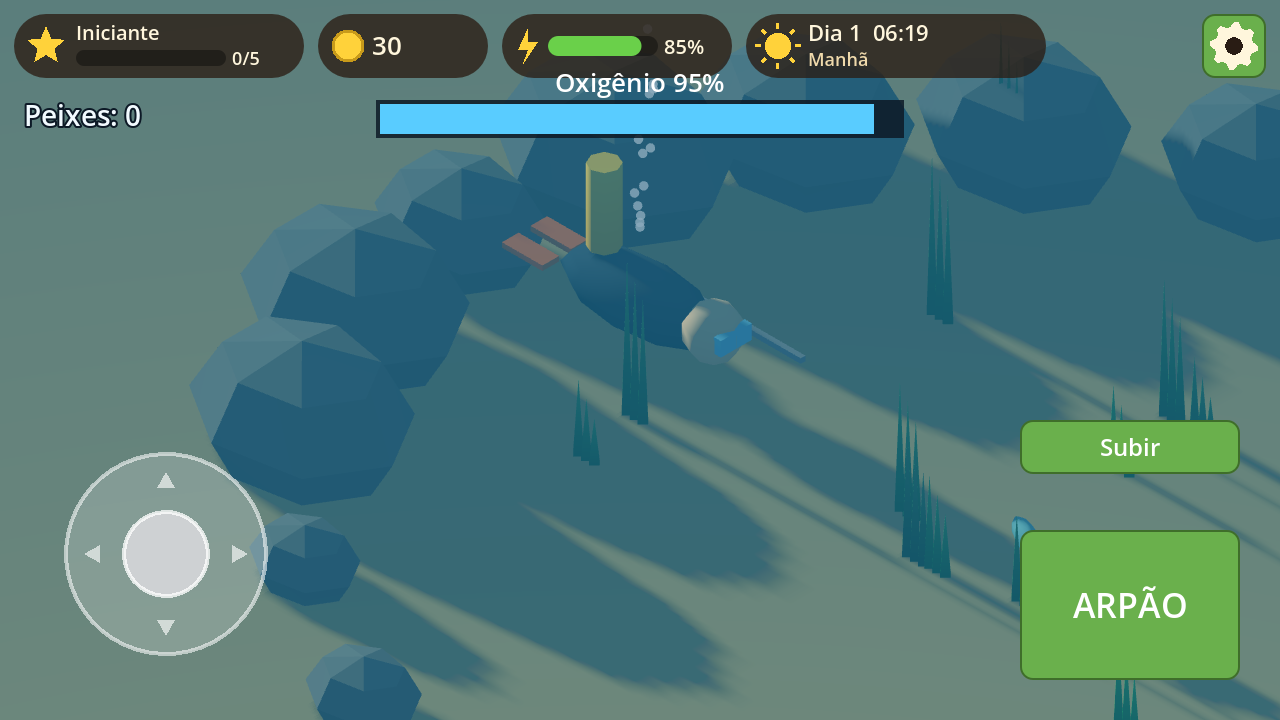 Iniciante
0/5
30
85%
Dia 1 06:19
Manhã
Oxigênio 95%
Peixes: 0
Subir
ARPÃO